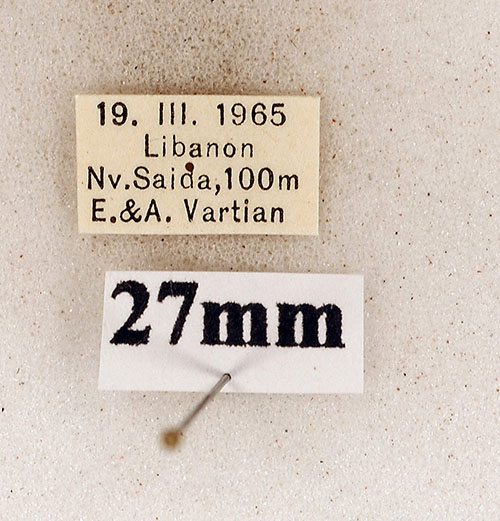 19. III. 1965
Libanon
Nv.Saida,100m
E.&A. Vartian
27mm